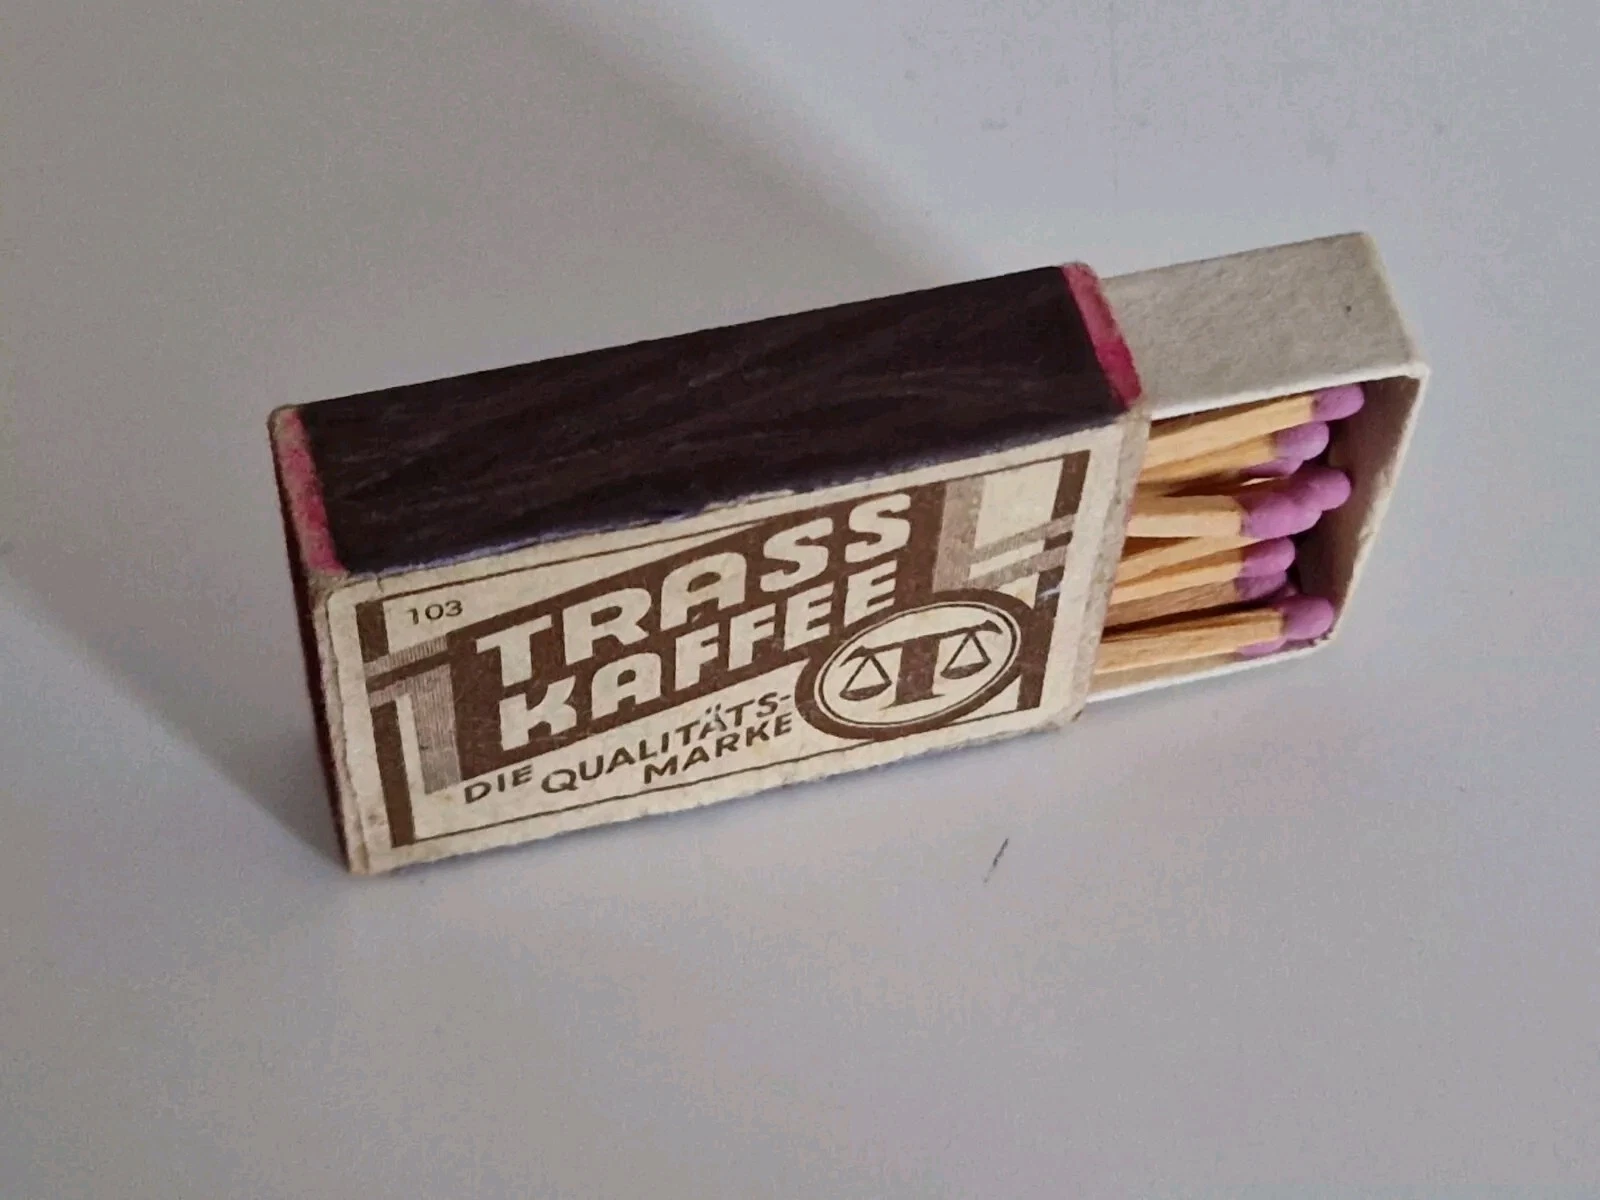 103
TRASS
KAFFEE
DIE QUALITÄTS-
MARKE
T